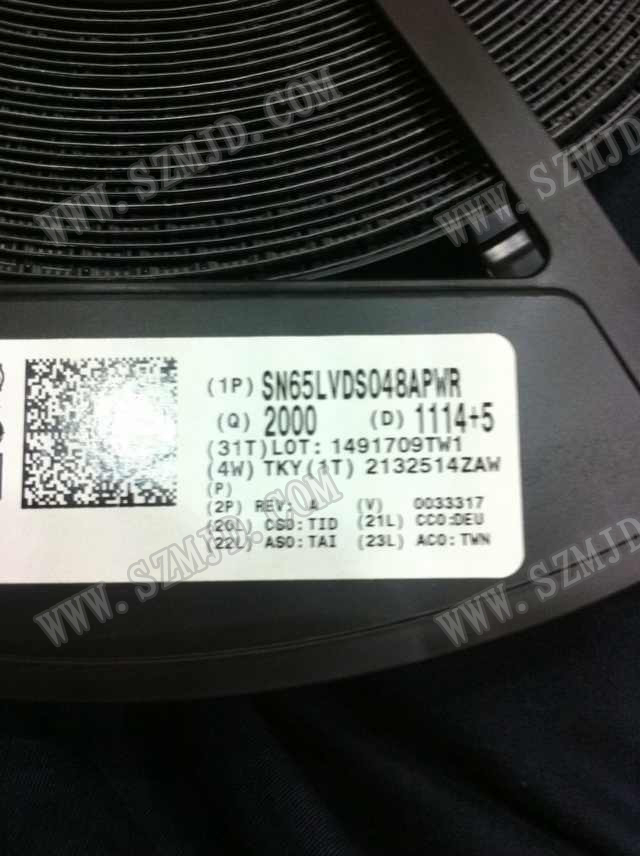 WWW.SZMJD.COM
WWW.SZMJD
(1P) SN65LVDS048APWR
(Q) 2000 (D) 1114+5
(31T)LOT: 1491709TW1
(4W) TKY(1T) 2132514ZAW
(P)
(2P) REV: A (V) 0033317
(20L) CSO:TID (21L) CCO:DEU
(22L) ASO:TAI (23L) ACO:TWN
WWW.SZMJD.COM
WWW.SZMJD